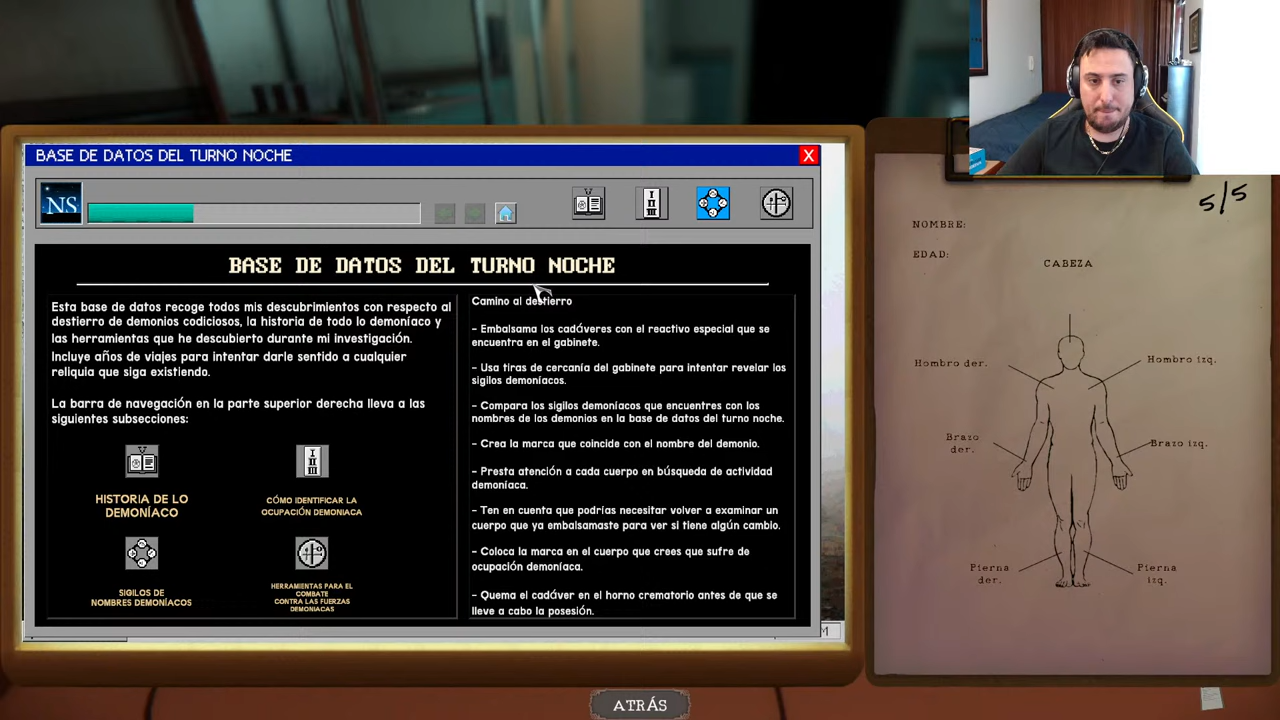 BASE DE DATOS DEL TURNO NOCHE
X
NS
BASE DE DATOS DEL TURNO NOCHE
Esta base de datos recoge todos mis descubrimientos con respecto al
destierro de demonios codiciosos, la historia de todo lo demoníaco y
las herramientas que he descubierto durante mi investigación.
Incluye años de viajes para intentar darle sentido a cualquier
reliquia que siga existiendo.
La barra de navegación en la parte superior derecha lleva a las
siguientes subsecciones:
HISTORIA DE LO
DEMONÍACO
CÓMO IDENTIFICAR LA
OCUPACIÓN DEMONIACA
SIGILOS DE
NOMBRES DEMONÍACOS
HERRAMIENTAS PARA EL
COMBATE
CONTRA LAS FUERZAS
DEMONIACAS
Camino al destierro
- Embalsama los cadáveres con el reactivo especial que se
encuentra en el gabinete.
- Usa tiras de cercanía del gabinete para intentar revelar los
sigilos demoníacos.
- Compara los sigilos demoníacos que encuentres con los
nombres de los demonios en la base de datos del turno noche.
- Crea la marca que coincide con el nombre del demonio.
- Presta atención a cada cuerpo en búsqueda de actividad
demoníaca.
- Ten en cuenta que podrías necesitar volver a examinar un
cuerpo que ya embalsamaste para ver si tiene algún cambio.
- Coloca la marca en el cuerpo que crees que sufre de
ocupación demoníaca.
- Quema el cadáver en el horno crematorio antes de que se
lleve a cabo la posesión.
5/5
NOMBRE:
EDAD:
CABEZA
Hombro der.
Hombro izq.
Brazo
der.
Brazo izq.
Pierna
der.
Pierna
izq.
ATRÁS